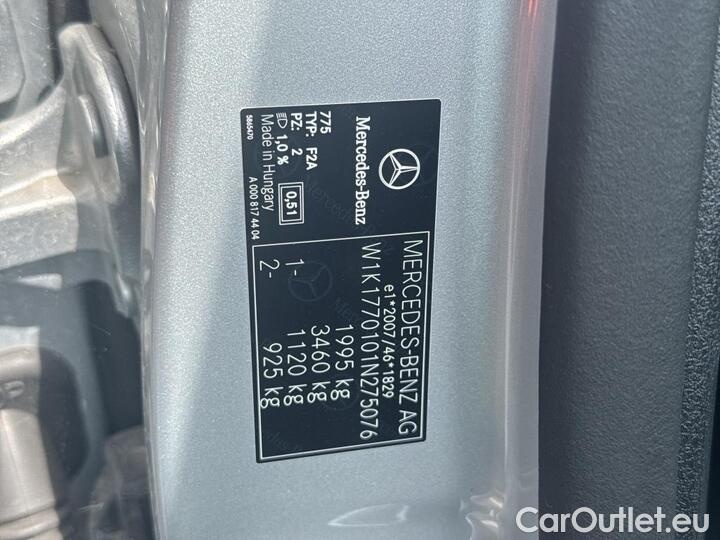 MERCEDES-BENZ AG
e1*2007/46*1829
W1K1770101N275076
1995 kg
3460 kg
1- 1120 kg
2- 925 kg
Mercedes-Benz
775
TYP: F2A
PZ: 2
1,0 % 0,51
Made in Hungary
A 000 817 44 04
5865470
CarOutlet.eu